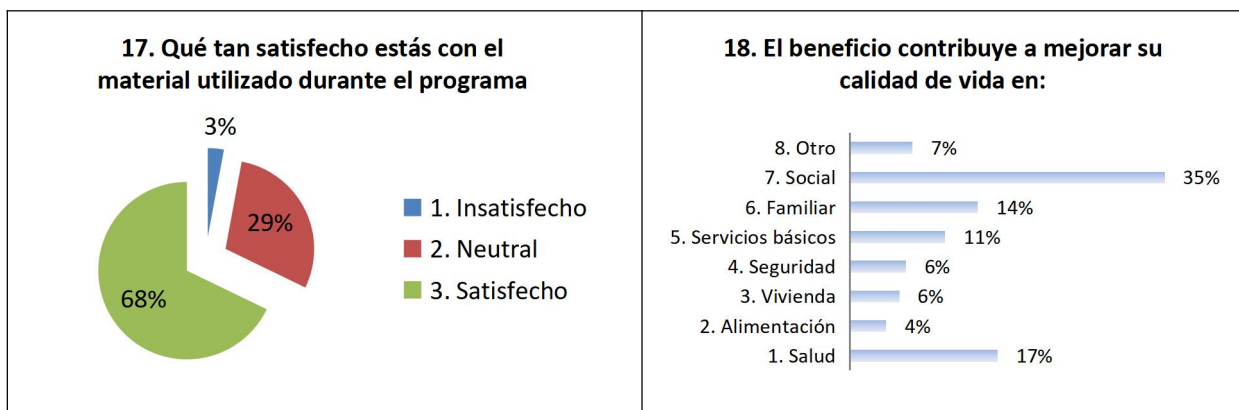 17. Qué tan satisfecho estás con el
material utilizado durante el programa
3%
29%
68%
1. Insatisfecho
2. Neutral
3. Satisfecho
18. El beneficio contribuye a mejorar su
calidad de vida en:
8. Otro 7%
7. Social 35%
6. Familiar 14%
5. Servicios básicos 11%
4. Seguridad 6%
3. Vivienda 6%
2. Alimentación 4%
1. Salud 17%